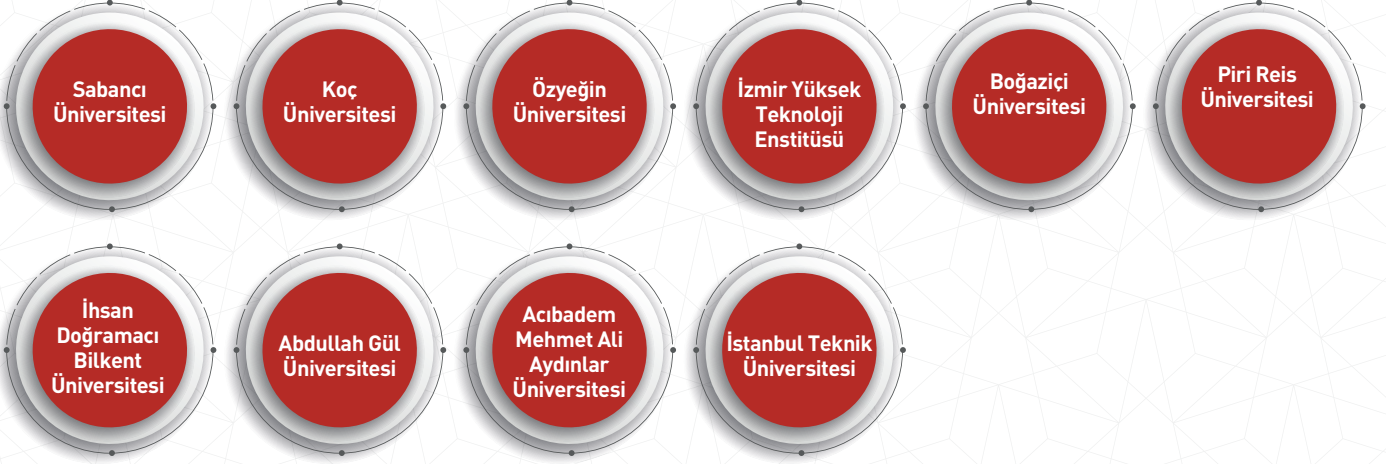 Sabancı
Üniversitesi
Koç
Üniversitesi
Özyeğin
Üniversitesi
İzmir Yüksek
Teknoloji
Enstitüsü
Boğaziçi
Üniversitesi
Piri Reis
Üniversitesi
İhsan
Doğramacı
Bilkent
Üniversitesi
Abdullah Gül
Üniversitesi
Acıbadem
Mehmet Ali
Aydınlar
Üniversitesi
İstanbul Teknik
Üniversitesi